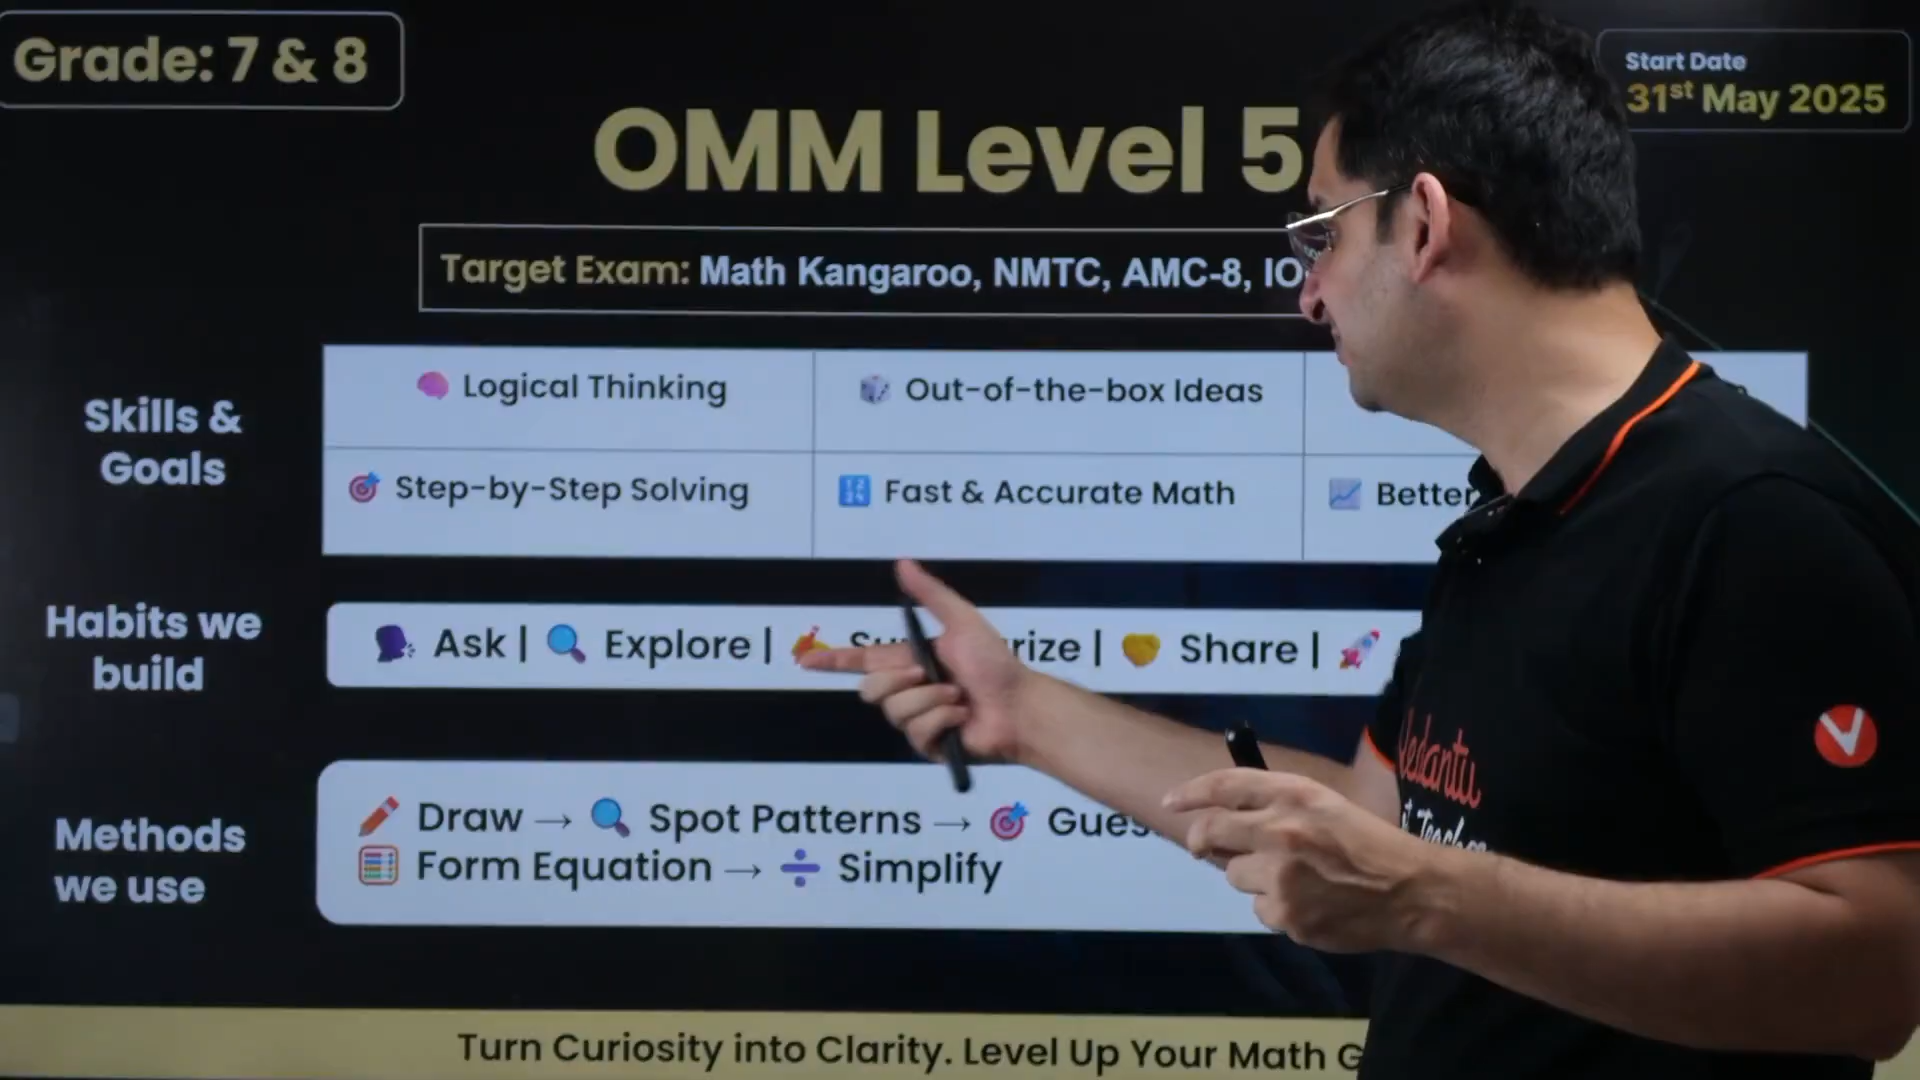 Grade: 7 & 8
Start Date
31st May 2025
OMM Level 5
Target Exam: Math Kangaroo, NMTC, AMC-8,
Skills &
Goals
Logical Thinking
Out-of-the-box Ideas
Step-by-Step Solving
Fast & Accurate Math
Better
Habits we
build
Ask | Explore | Share |
Methods
we use
Draw → Spot Patterns →
Form Equation → Simplify
Turn Curiosity into Clarity. Level Up Your Math
Vedantu
V